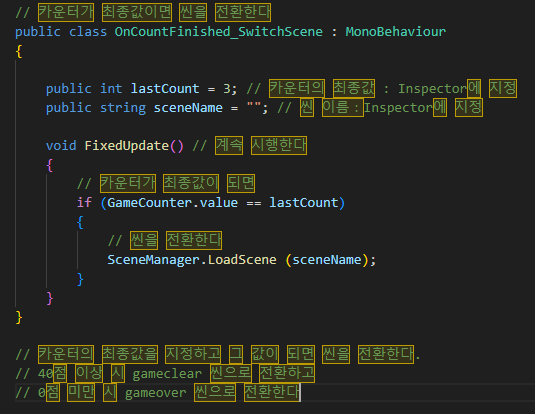 // 카운터가 최종값이면 씬을 전환한다
public class OnCountFinished_SwitchScene : MonoBehaviour
{
public int lastCount = 3; // 카운터의 최종값 : Inspector에 지정
public string sceneName = ""; // 씬 이름 : Inspector에 지정
void FixedUpdate() // 계속 시행한다
{
// 카운터가 최종값이 되면
if (GameCounter.value == lastCount)
{
// 씬을 전환한다
SceneManager.LoadScene (sceneName);
}
}
}
// 카운터의 최종값을 지정하고 그 값이 되면 씬을 전환한다.
// 40점 이상 시 gameclear 씬으로 전환하고
// 0점 미만 시 gameover 씬으로 전환한다